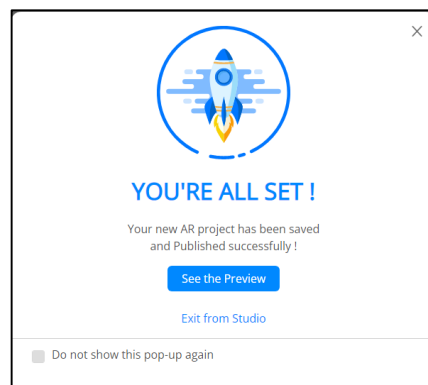 YOU'RE ALL SET !
Your new AR project has been saved
and Published successfully !
See the Preview
Exit from Studio
Do not show this pop-up again